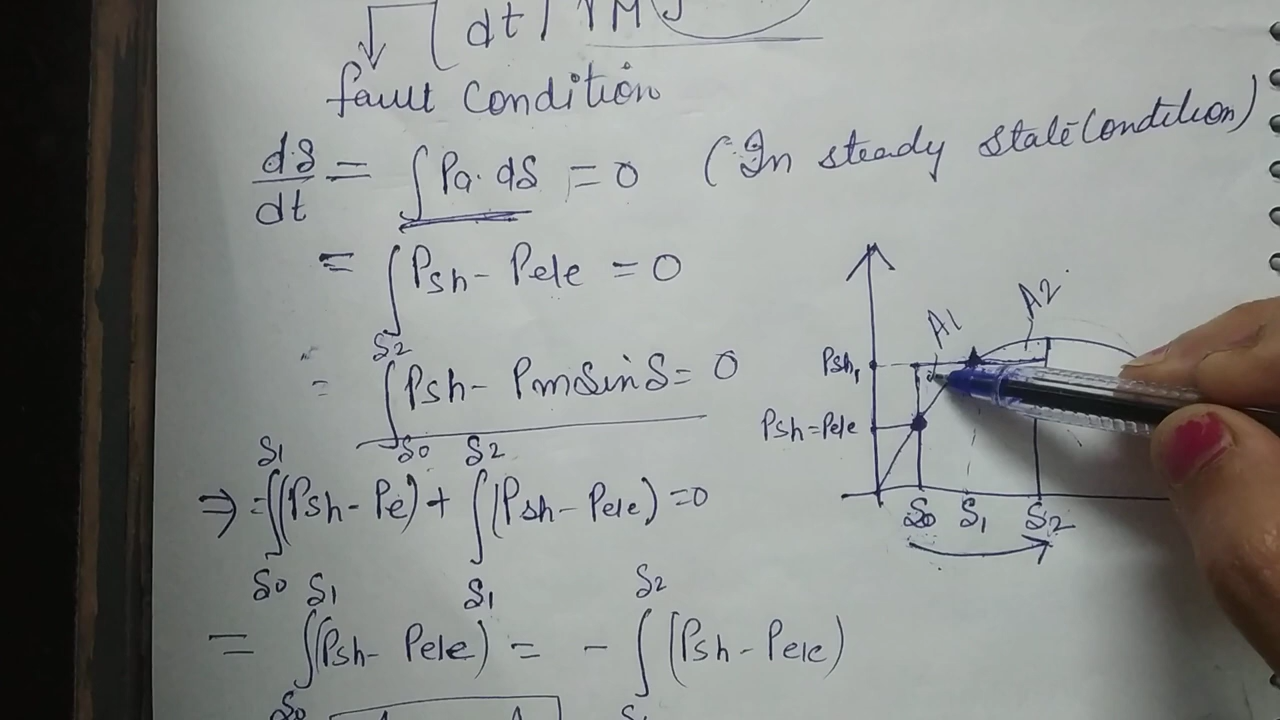 dt
fault Condition
dδ/dt = ∫ Pa. dδ = 0 (In steady state Condition)
= ∫ Psh - Pele = 0
= ∫_{δ0}^{δ2} Psh - Pm Sin δ = 0
⇒ = ∫_{δ0}^{δ1} (Psh - Pe) + ∫_{δ1}^{δ2} (Psh - Pele) = 0
= ∫_{δ0}^{δ1} (Psh - Pele) = - ∫_{δ1}^{δ2} (Psh - Pele)
A1 A2
Psh,
Psh = Pele
δ0 δ1 δ2